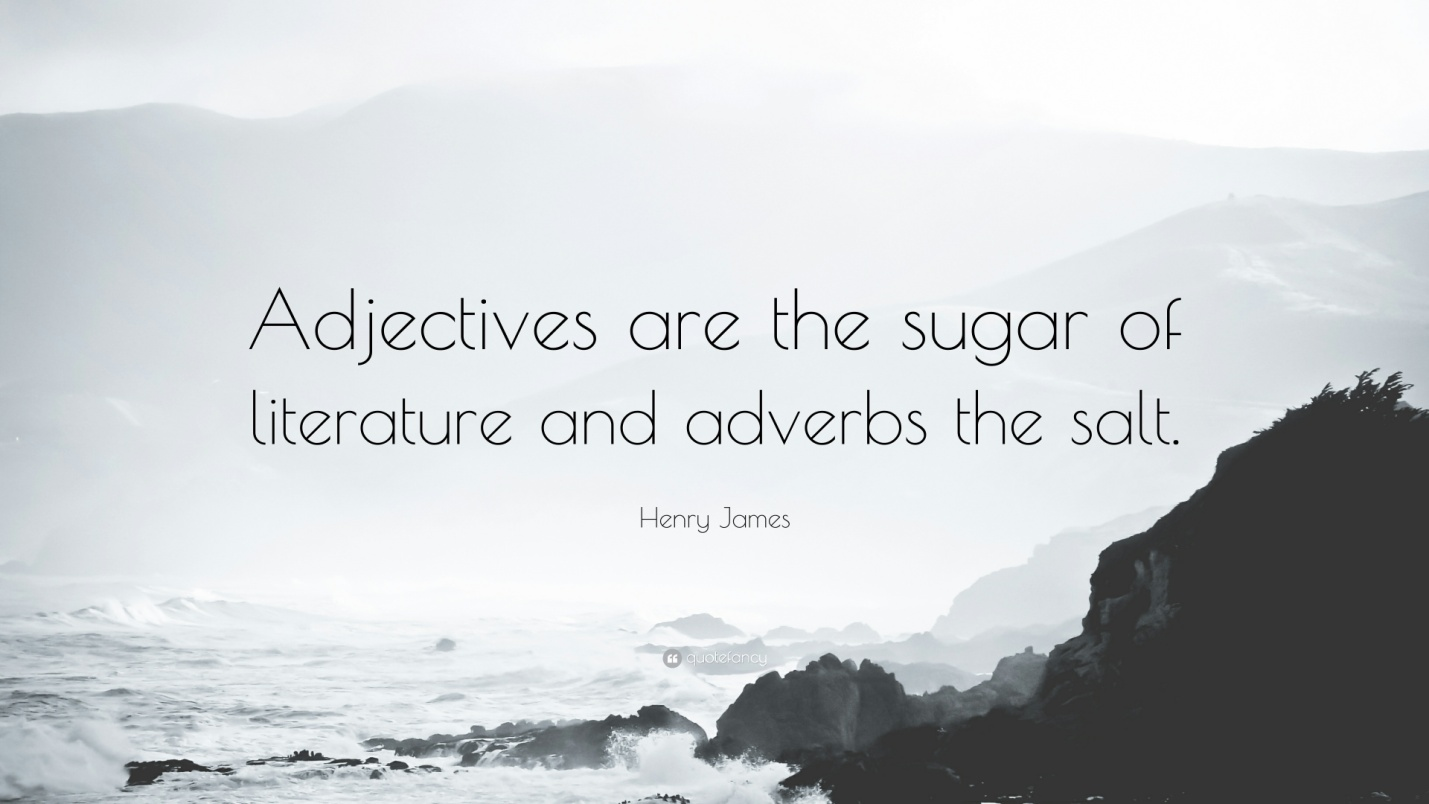 Adjectives are the sugar of
literature and adverbs the salt.
Henry James
quotefancy